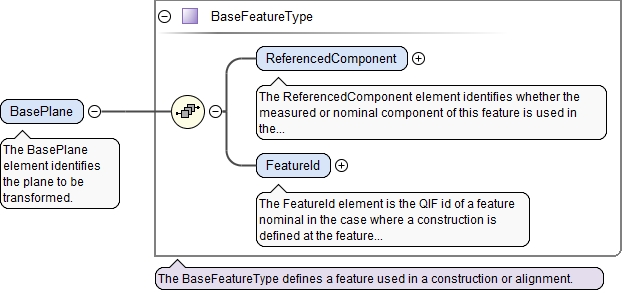 BaseFeatureType
ReferencedComponent
The ReferencedComponent element identifies whether the
measured or nominal component of this feature is used in
the...
BasePlane
The BasePlane
element identifies
the plane to be
transformed.
FeatureId
The FeatureId element is the QIF id of a feature
nominal in the case where a construction is
defined at the feature...
The BaseFeatureType defines a feature used in a construction or alignment.